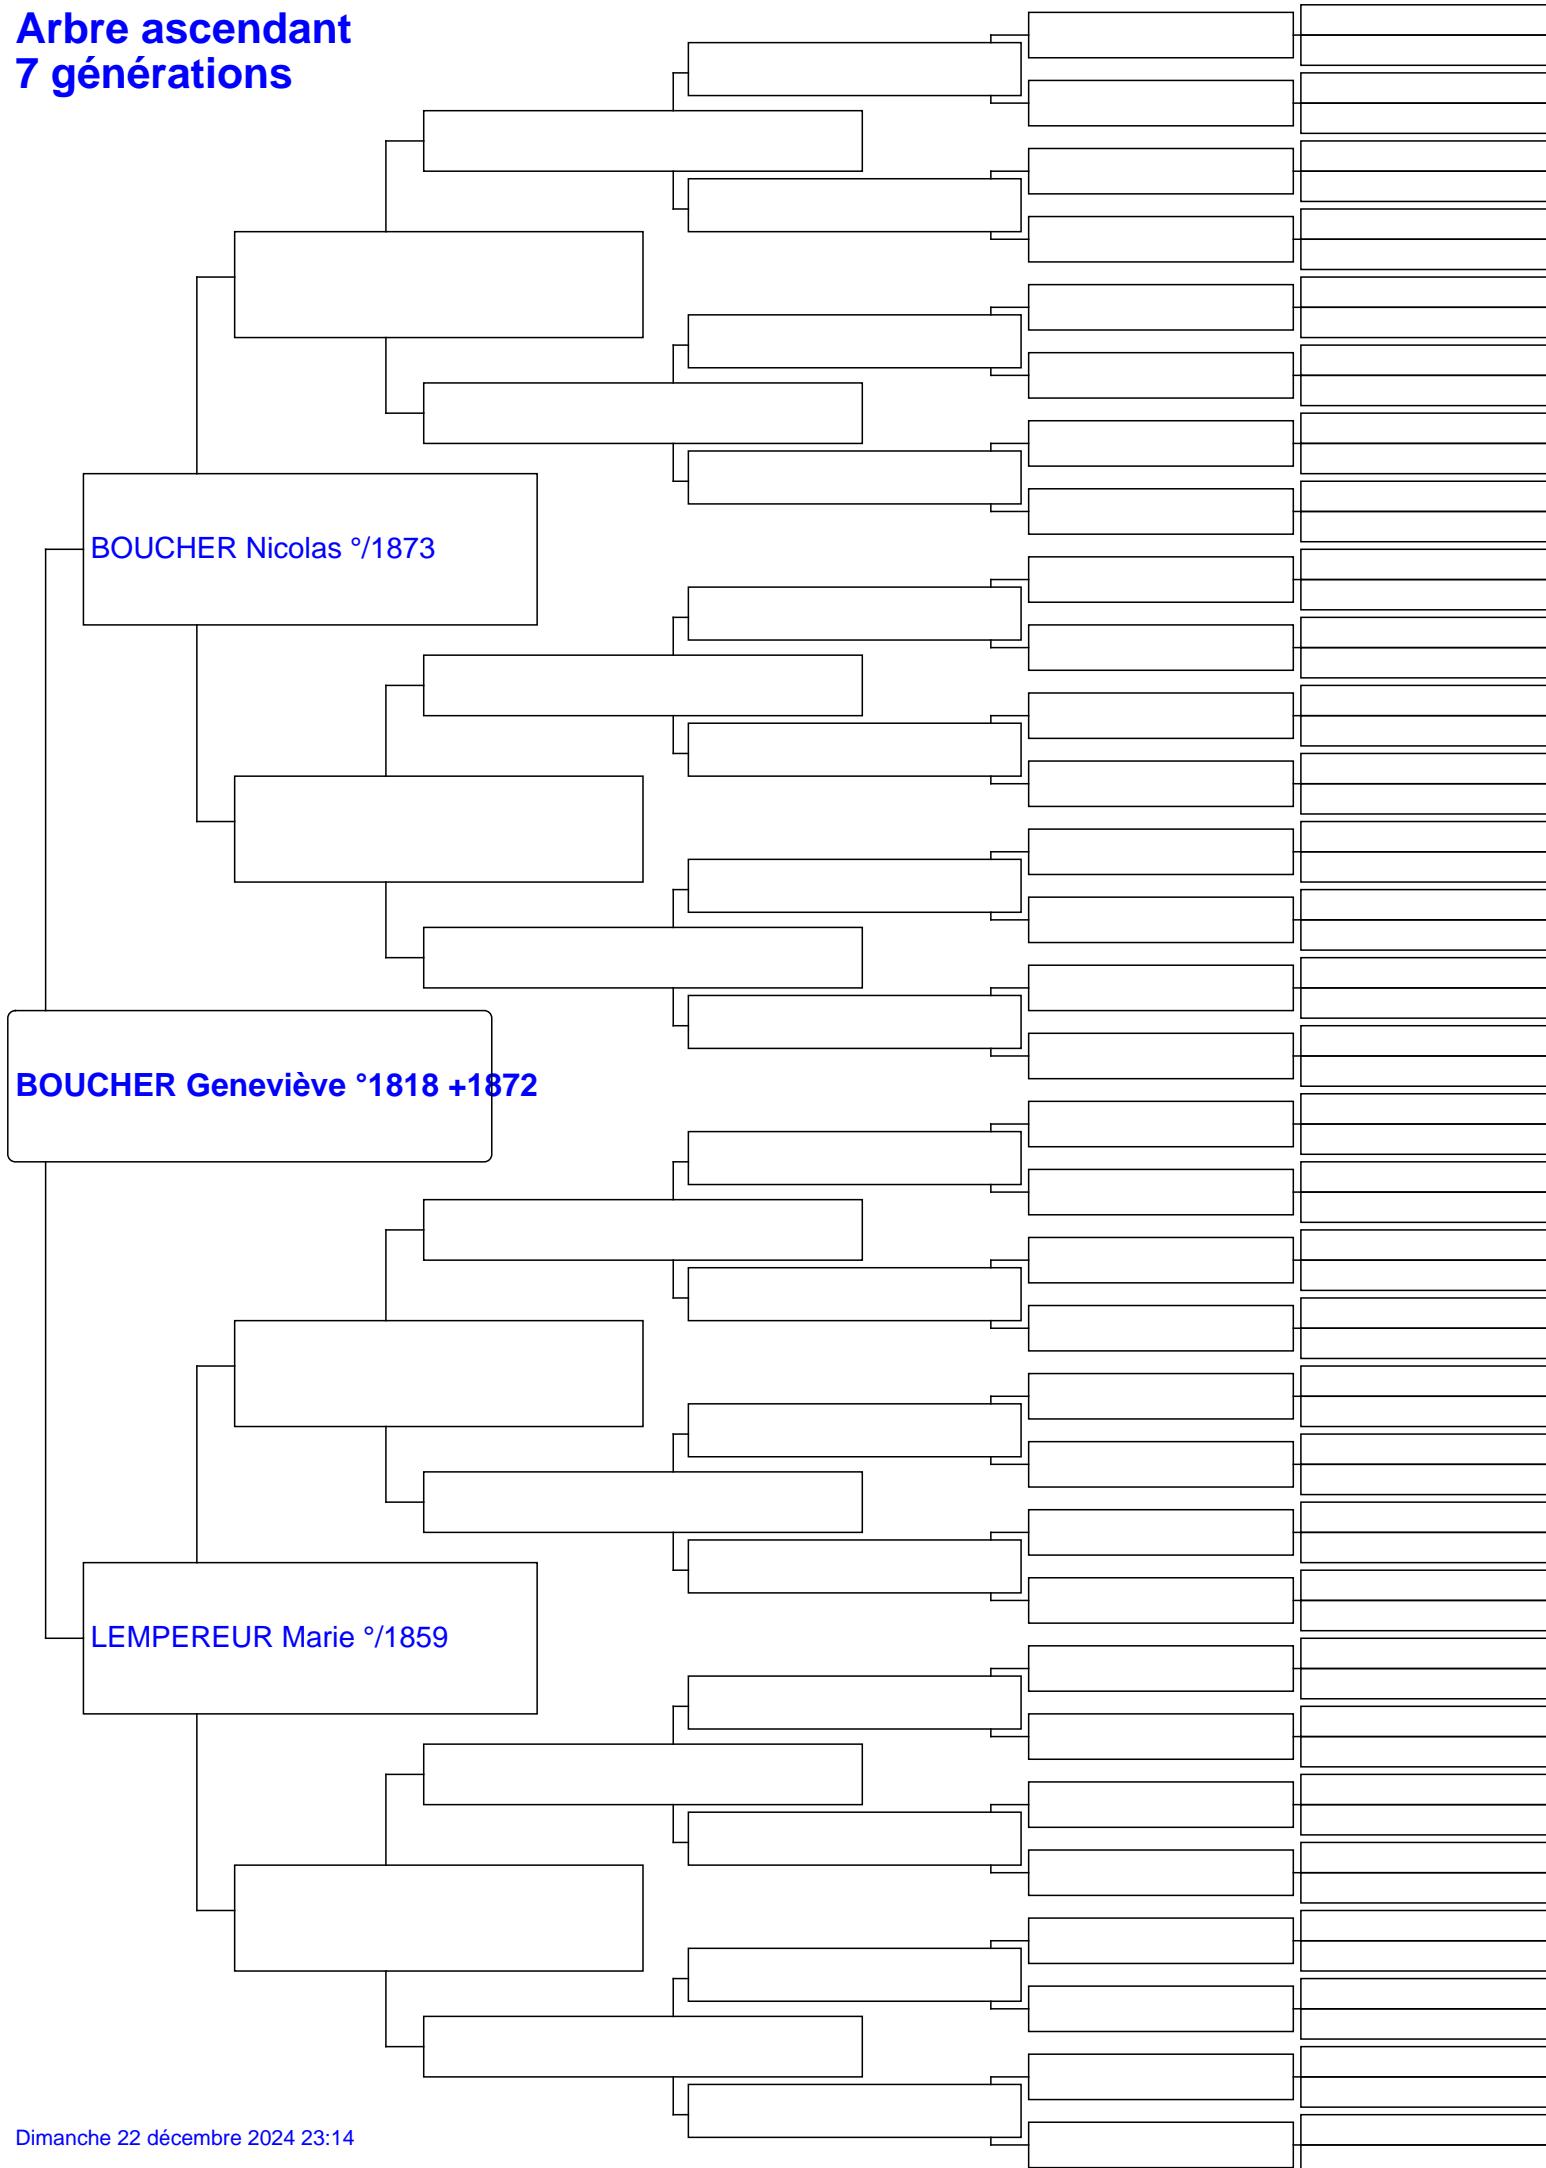 Arbre ascendant
7 générations
BOUCHER Nicolas °/1873
BOUCHER Geneviève °1818 +1872
LEMPEREUR Marie °/1859
Dimanche 22 décembre 2024 23:14